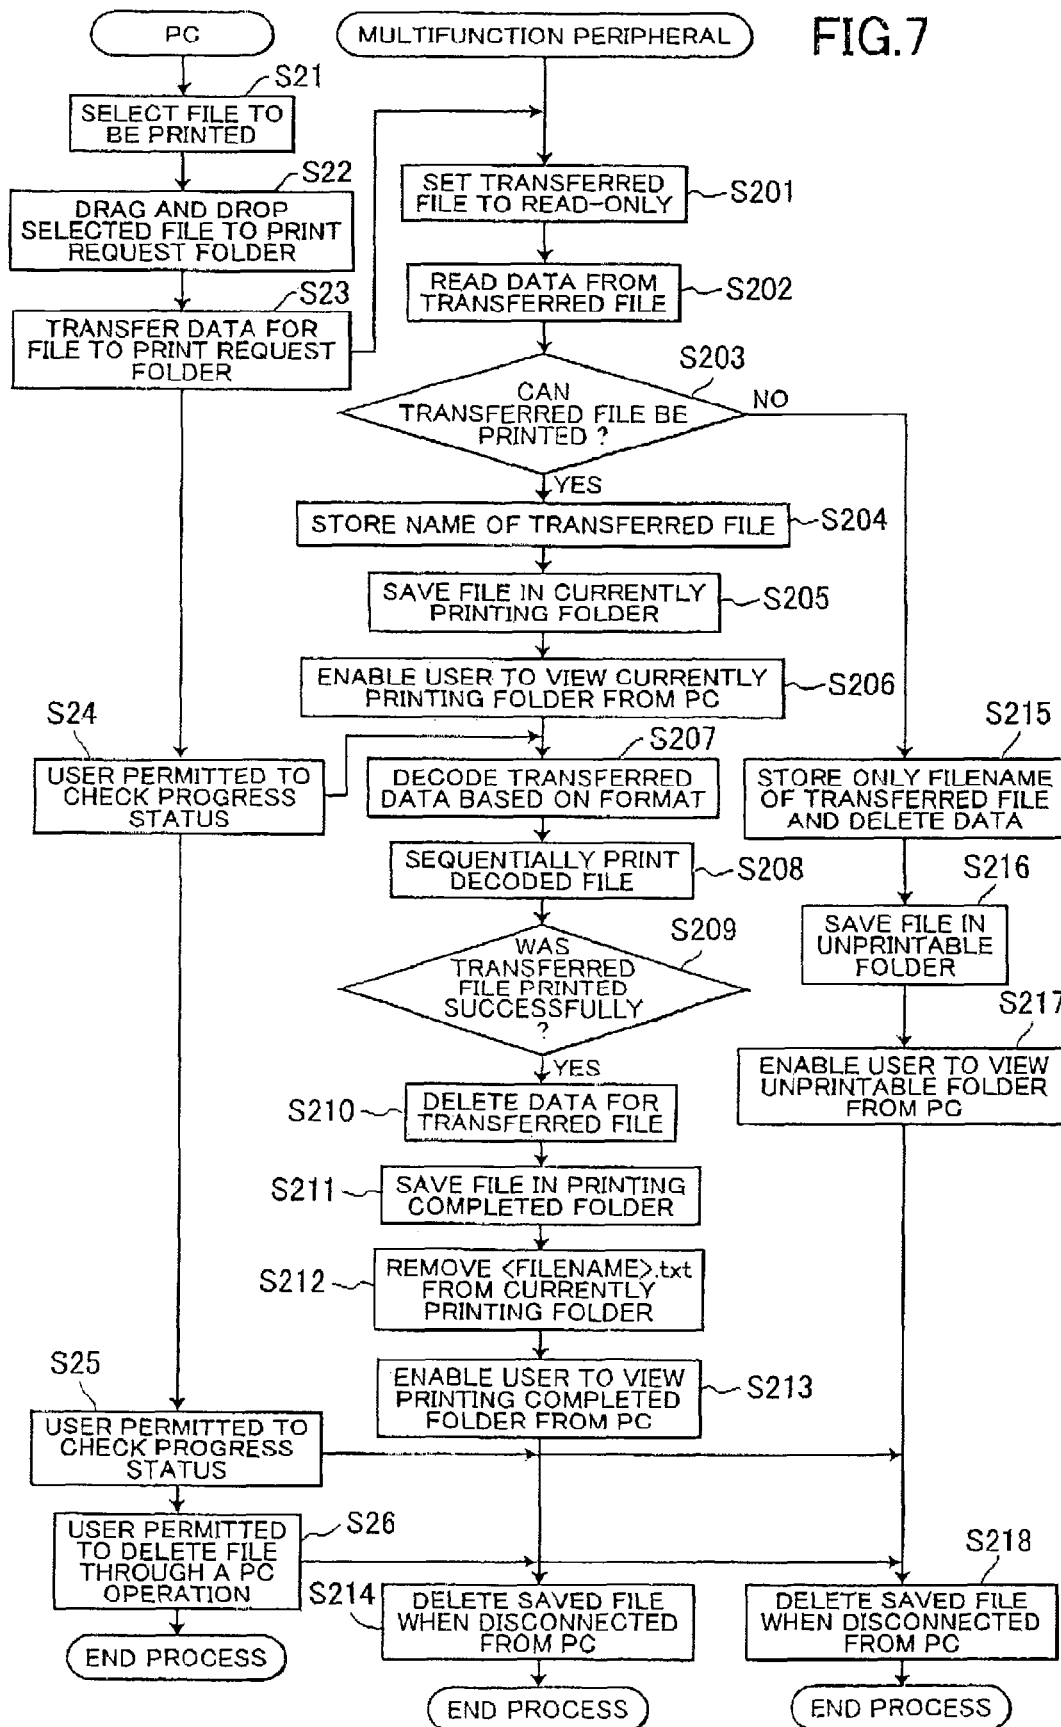 FIG.7
PC
S21
SELECT FILE TO
BE PRINTED
S22
DRAG AND DROP
SELECTED FILE TO PRINT
REQUEST FOLDER
S23
TRANSFER DATA FOR
FILE TO PRINT REQUEST
FOLDER
S24
USER PERMITTED TO
CHECK PROGRESS
STATUS
S25
USER PERMITTED TO
CHECK PROGRESS
STATUS
S26
USER PERMITTED
TO DELETE FILE
THROUGH A PC
OPERATION
END PROCESS
MULTIFUNCTION PERIPHERAL
SET TRANSFERRED
FILE TO READ-ONLY
S201
READ DATA FROM
TRANSFERRED FILE
S202
S203
CAN
TRANSFERRED FILE BE
PRINTED ?
NO
YES
STORE NAME OF TRANSFERRED FILE
S204
SAVE FILE IN CURRENTLY
PRINTING FOLDER
S205
ENABLE USER TO VIEW CURRENTLY
PRINTING FOLDER FROM PC
S206
S207
DECODE TRANSFERRED
DATA BASED ON FORMAT
SEQUENTIALLY PRINT
DECODED FILE
S208
S209
WAS
TRANSFERRED
FILE PRINTED
SUCCESSFULLY
?
YES
S210
DELETE DATA FOR
TRANSFERRED FILE
S211
SAVE FILE IN PRINTING
COMPLETED FOLDER
S212
REMOVE <FILENAME>.txt
FROM CURRENTLY
PRINTING FOLDER
ENABLE USER TO VIEW
PRINTING COMPLETED
FOLDER FROM PC
S213
S214
DELETE SAVED FILE
WHEN DISCONNECTED
FROM PC
END PROCESS
S215
STORE ONLY FILENAME
OF TRANSFERRED FILE
AND DELETE DATA
S216
SAVE FILE IN
UNPRINTABLE
FOLDER
S217
ENABLE USER TO VIEW
UNPRINTABLE FOLDER
FROM PC
S218
DELETE SAVED FILE
WHEN DISCONNECTED
FROM PC
END PROCESS